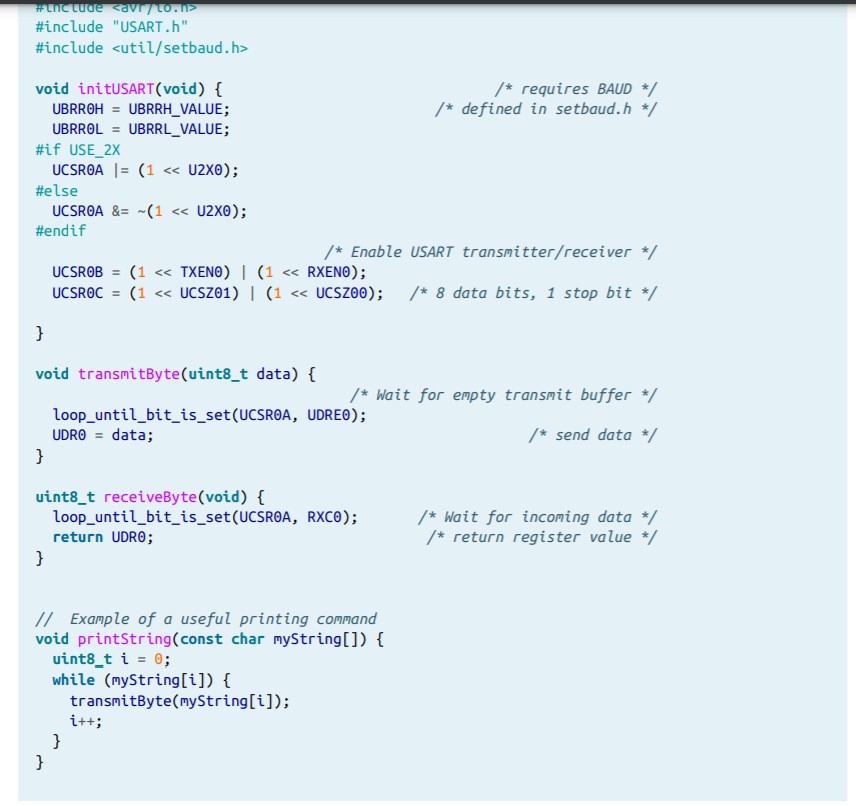 #include <avr/io.h>
#include "USART.h"
#include <util/setbaud.h>
void initUSART(void) { /* requires BAUD */
UBRR0H = UBRRH_VALUE; /* defined in setbaud.h */
UBRR0L = UBRRL_VALUE;
#if USE_2X
UCSR0A |= (1 << U2X0);
#else
UCSR0A &= ~(1 << U2X0);
#endif
/* Enable USART transmitter/receiver */
UCSR0B = (1 << TXEN0) | (1 << RXEN0);
UCSR0C = (1 << UCSZ01) | (1 << UCSZ00); /* 8 data bits, 1 stop bit */
}
void transmitByte(uint8_t data) {
/* Wait for empty transmit buffer */
loop_until_bit_is_set(UCSR0A, UDRE0);
UDR0 = data; /* send data */
}
uint8_t receiveByte(void) {
loop_until_bit_is_set(UCSR0A, RXC0); /* Wait for incoming data */
return UDR0; /* return register value */
}
// Example of a useful printing command
void printString(const char myString[]) {
uint8_t i = 0;
while (myString[i]) {
transmitByte(myString[i]);
i++;
}
}